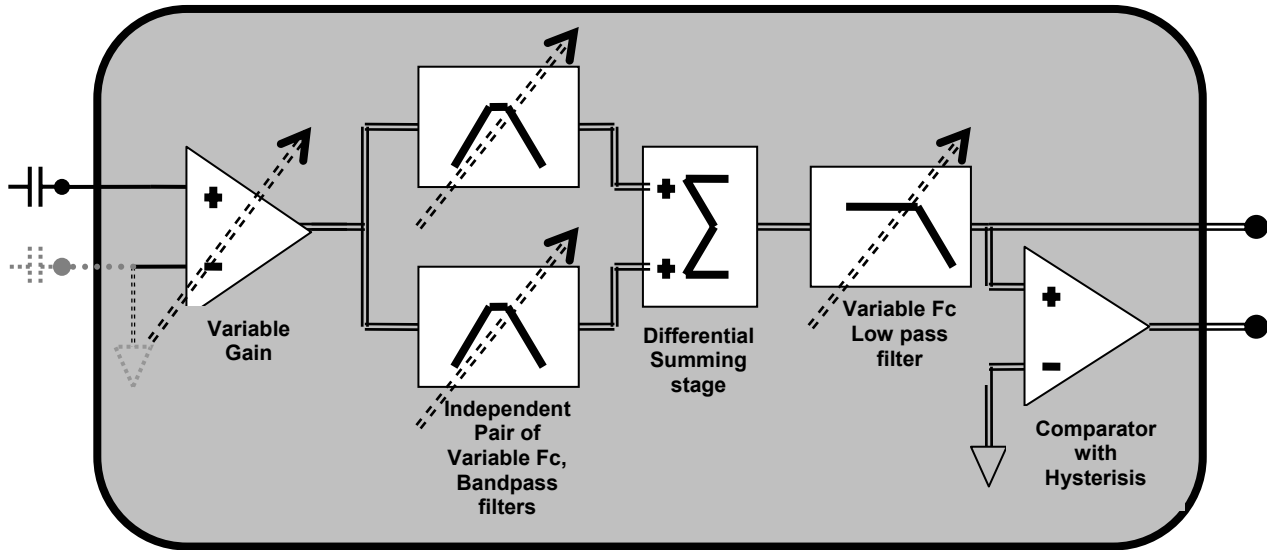 Variable
Gain
Independent
Pair of
Variable Fc,
Bandpass
filters
Differential
Summing
stage
Variable Fc
Low pass
filter
Comparator
with
Hysterisis